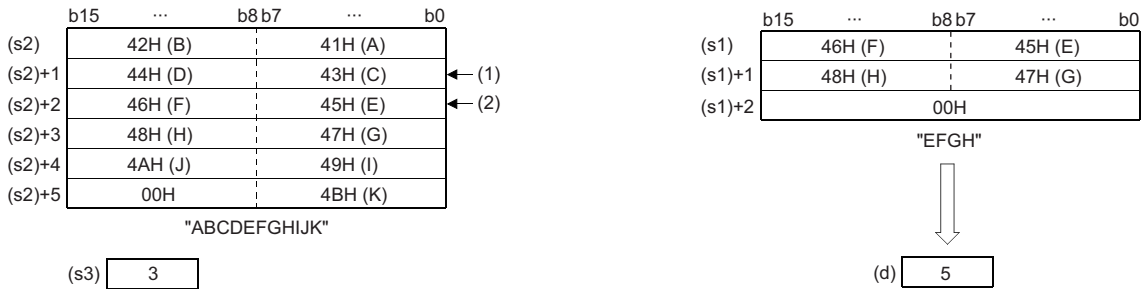 b15 ··· b8 b7 ··· b0
(s2) 42H (B) 41H (A)
(s2)+1 44H (D) 43H (C) (1)
(s2)+2 46H (F) 45H (E) (2)
(s2)+3 48H (H) 47H (G)
(s2)+4 4AH (J) 49H (I)
(s2)+5 00H 4BH (K)
"ABCDEFGHIJK"
(s3) 3
b15 ··· b8 b7 ··· b0
(s1) 46H (F) 45H (E)
(s1)+1 48H (H) 47H (G)
(s1)+2 00H
"EFGH"
(d) 5